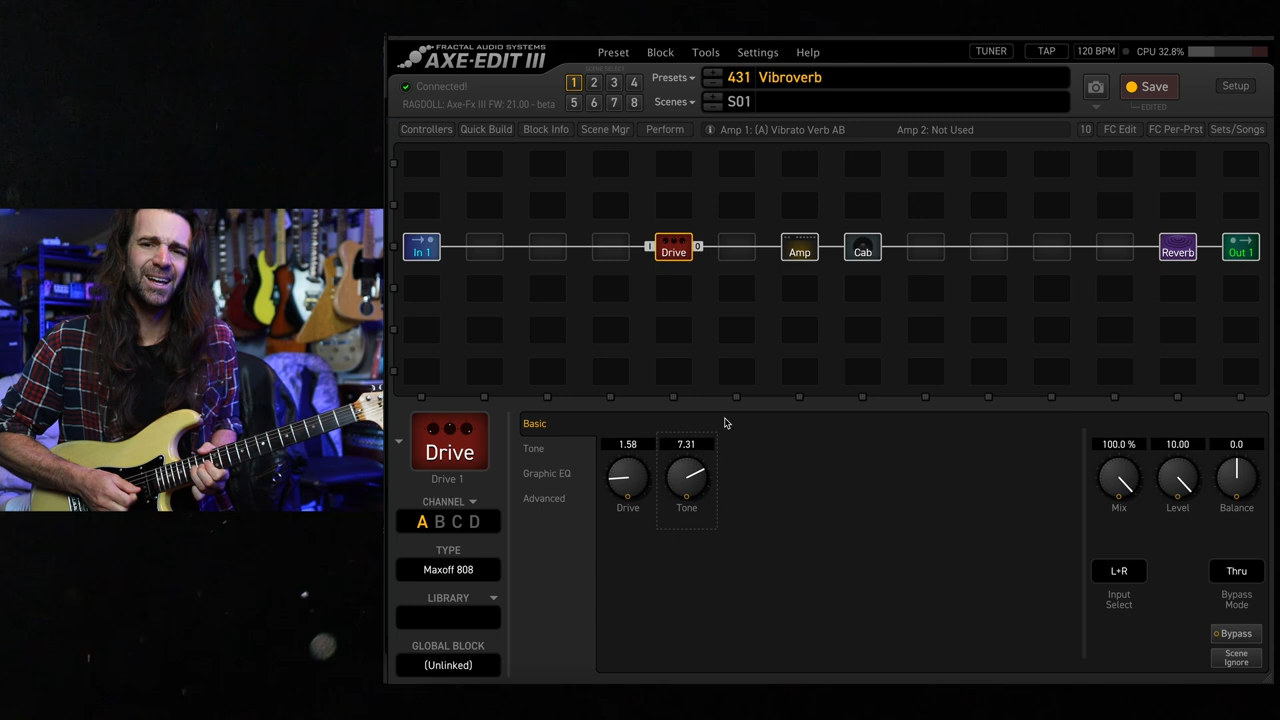 FRACTAL AUDIO SYSTEMS
AXE-EDIT III
Preset Block Tools Settings Help
TUNER TAP 120 BPM CPU 32.8%
Connected!
RAGDOLL: Axe-Fx III FW: 21.00 - beta
SCENE SELECT
1 2 3 4
5 6 7 8
Presets 431 Vibroverb
Scenes S01
Save
EDITED
Setup
Controllers Quick Build Block Info Scene Mgr Perform Amp 1: (A) Vibrato Verb AB Amp 2: Not Used 10 FC Edit FC Per-Prst Sets/Songs
In 1 I Drive O Amp Cab Reverb Out 1
Drive
Drive 1
CHANNEL
A B C D
TYPE
Maxoff 808
LIBRARY
GLOBAL BLOCK
(Unlinked)
Basic
Tone
Graphic EQ
Advanced
1.58 7.31
Drive Tone
100.0 % 10.00 0.0
Mix Level Balance
L+R Thru
Input Select
Bypass Mode
Bypass
Scene Ignore